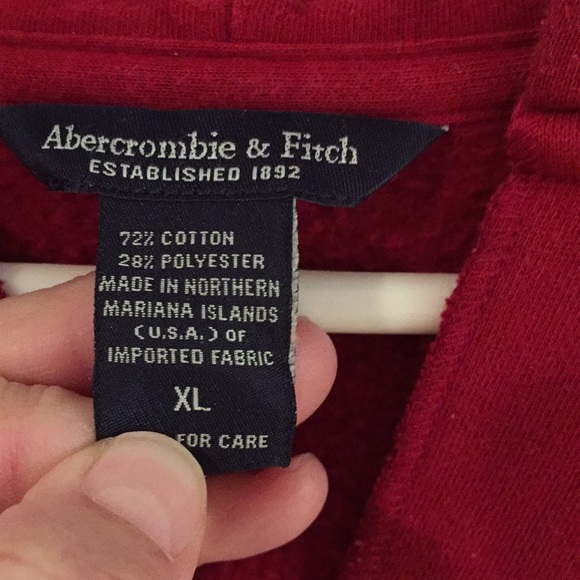 Abercrombie & Fitch
ESTABLISHED 1892
72% COTTON
28% POLYESTER
MADE IN NORTHERN
MARIANA ISLANDS
(U.S.A.) OF
IMPORTED FABRIC
XL
FOR CARE